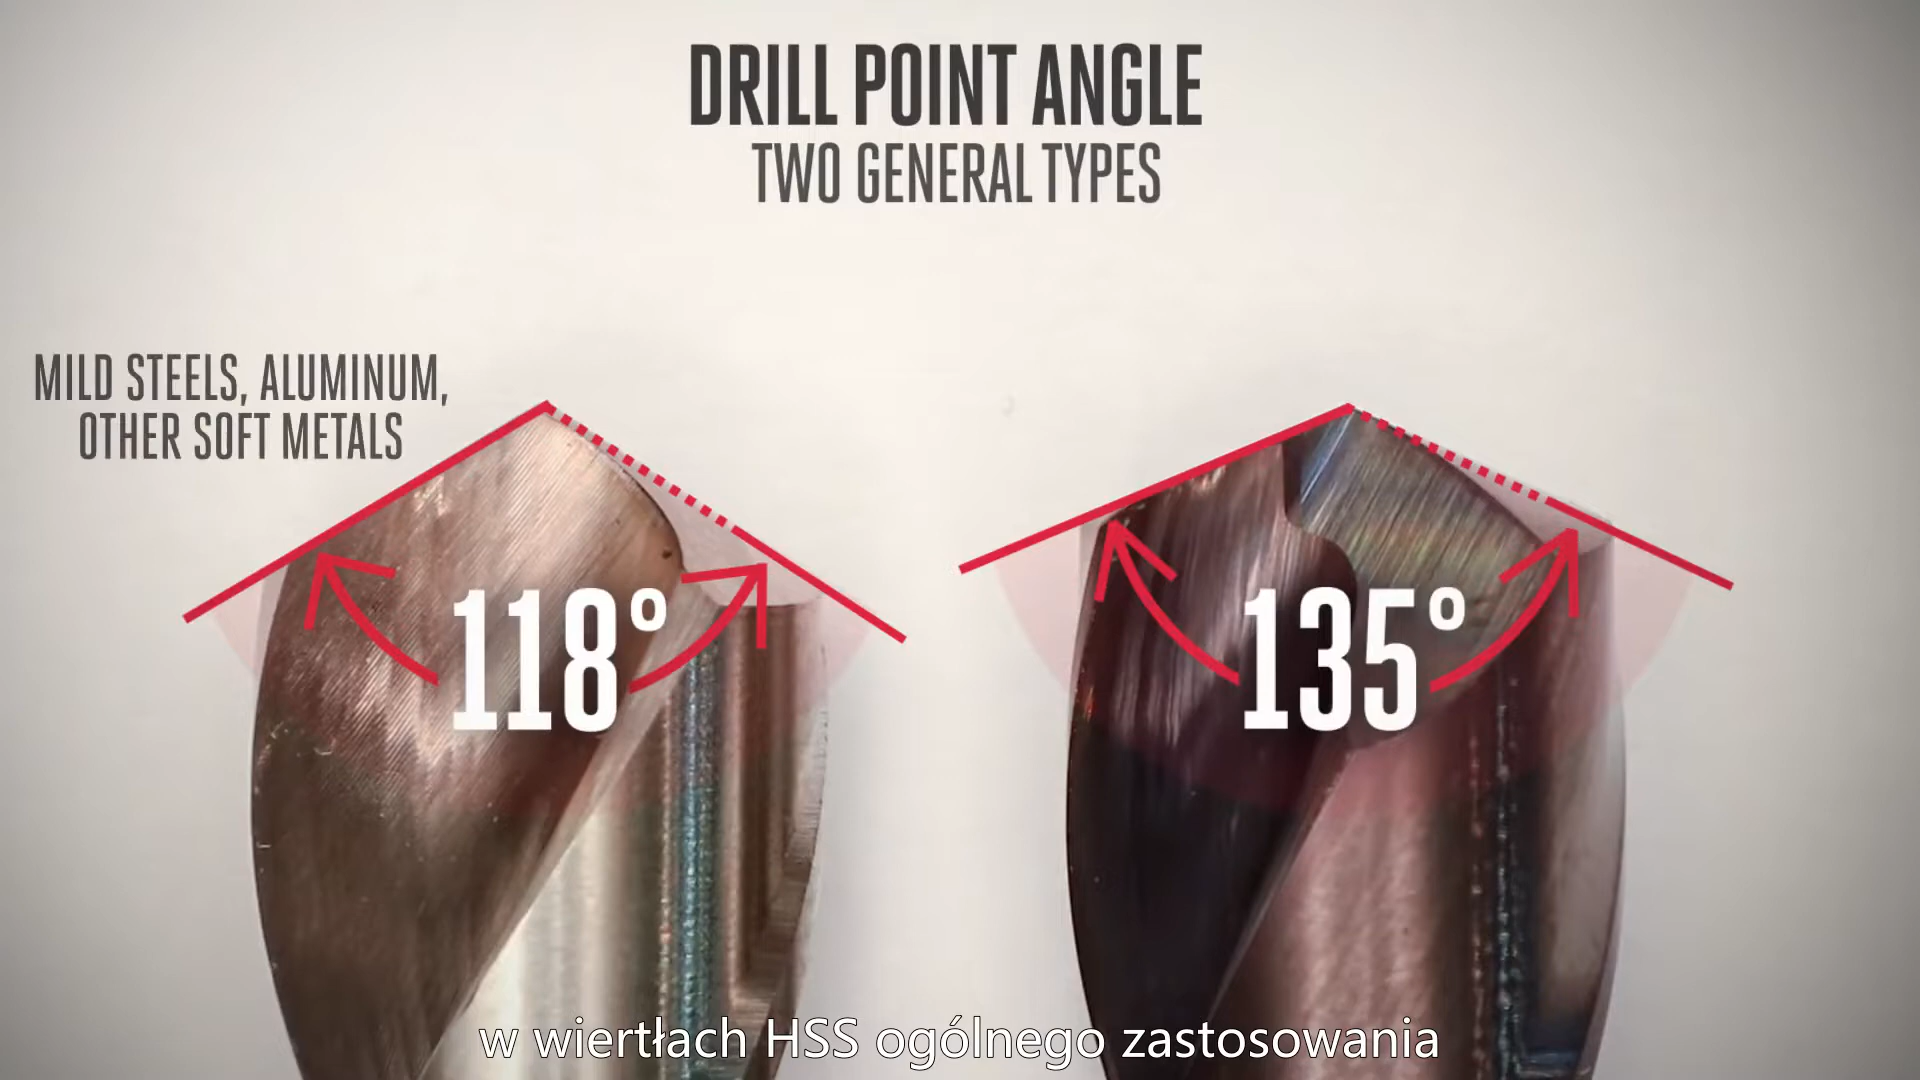 DRILL POINT ANGLE
TWO GENERAL TYPES
MILD STEELS, ALUMINUM,
OTHER SOFT METALS
118°
135°
w wiertłach HSS ogólnego zastosowania